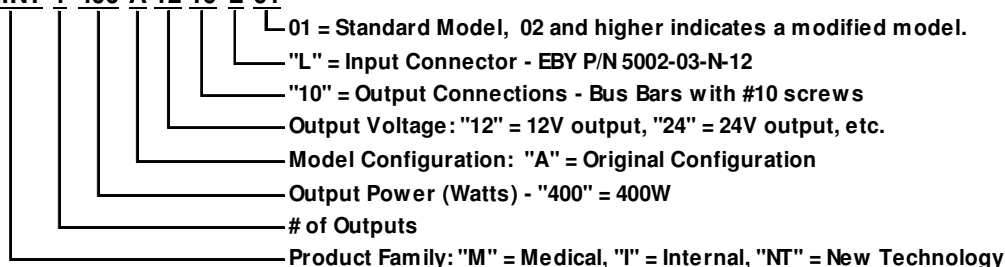 01 = Standard Model, 02 and higher indicates a modified model.
"L" = Input Connector - EBY P/N 5002-03-N-12
"10" = Output Connections - Bus Bars with #10 screws
Output Voltage: "12" = 12V output, "24" = 24V output, etc.
Model Configuration: "A" = Original Configuration
Output Power (Watts) - "400" = 400W
# of Outputs
Product Family: "M" = Medical, "I" = Internal, "NT" = New Technology